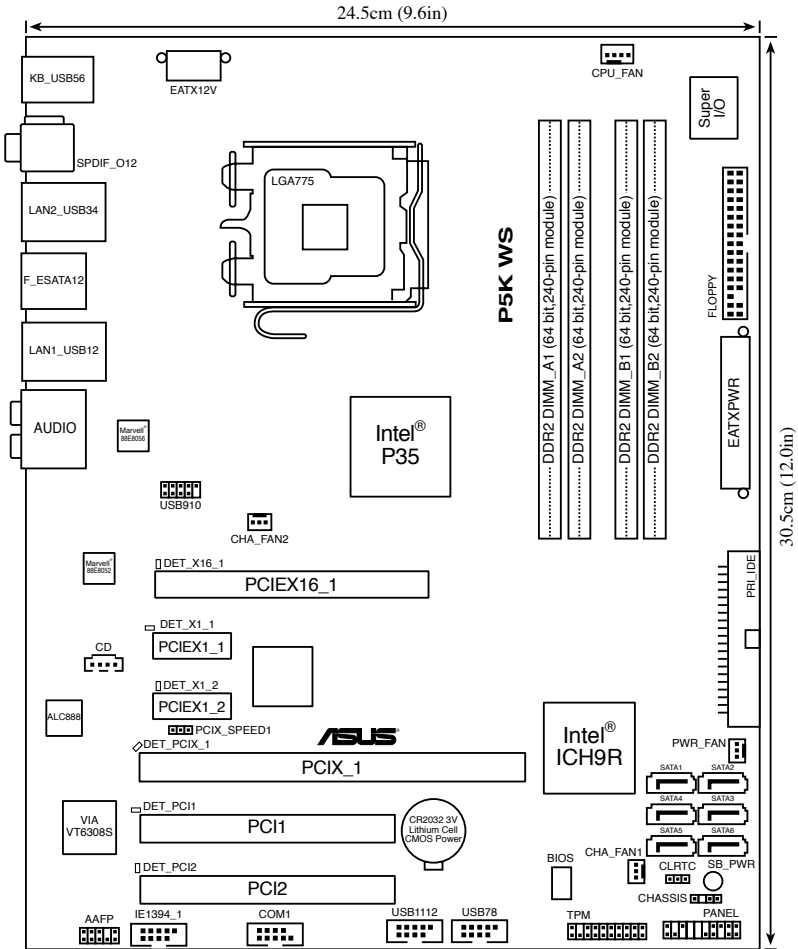 24.5cm (9.6in)
KB_USB56
EATX12V
CPU_FAN
Super
I/O
SPDIF_O12
LGA775
LAN2_USB34
P5K WS
DDR2 DIMM_A1 (64 bit,240-pin module)
DDR2 DIMM_A2 (64 bit,240-pin module)
DDR2 DIMM_B1 (64 bit,240-pin module)
DDR2 DIMM_B2 (64 bit,240-pin module)
FLOPPY
F_ESATA12
LAN1_USB12
EATXPWR
AUDIO
Marvell®
88E8056
Intel®
P35
30.5cm (12.0in)
USB910
CHA_FAN2
Marvell®
88E8052
DET_X16_1
PCIEX16_1
PRI_IDE
DET_X1_1
PCIEX1_1
CD
DET_X1_2
PCIEX1_2
ALC888
PCIX_SPEED1
ASUS
Intel®
ICH9R
DET_PCIX_1
PCIX_1
PWR_FAN
SATA1
SATA2
SATA4
SATA3
SATA5
SATA6
VIA
VT6308S
DET_PCI1
PCI1
CR2032 3V
Lithium Cell
CMOS Power
DET_PCI2
PCI2
BIOS
CHA_FAN1
CLRTC
SB_PWR
CHASSIS
AAFP
IE1394_1
COM1
USB1112
USB78
TPM
PANEL